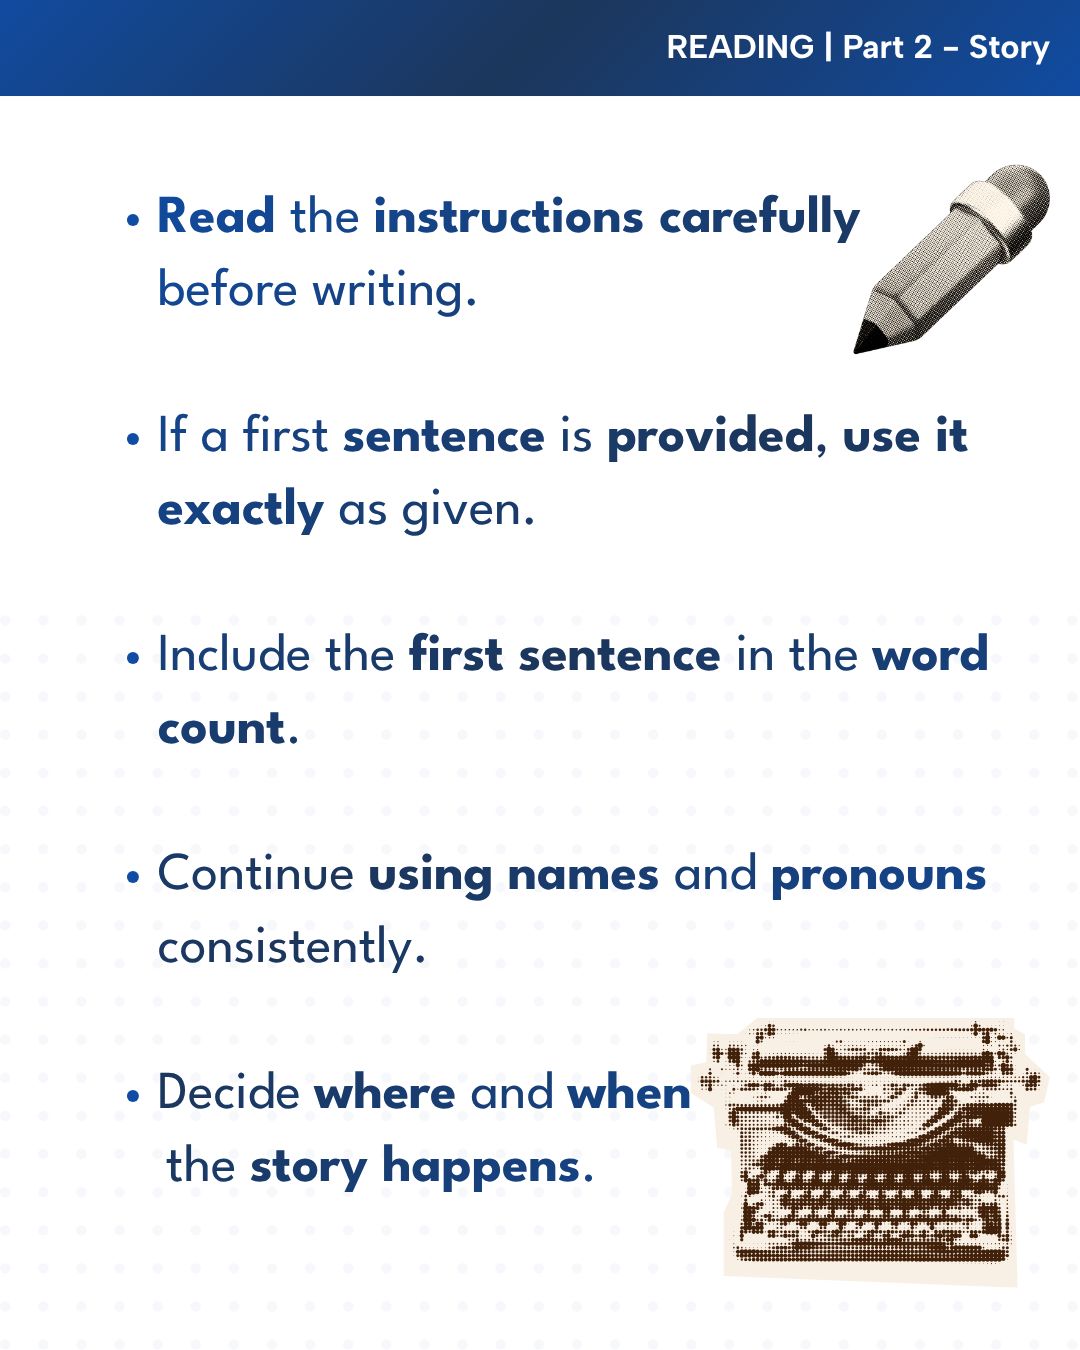 READING | Part 2 – Story
• Read the instructions carefully
before writing.
• If a first sentence is provided, use it
exactly as given.
• Include the first sentence in the word
count.
• Continue using names and pronouns
consistently.
• Decide where and when
the story happens.